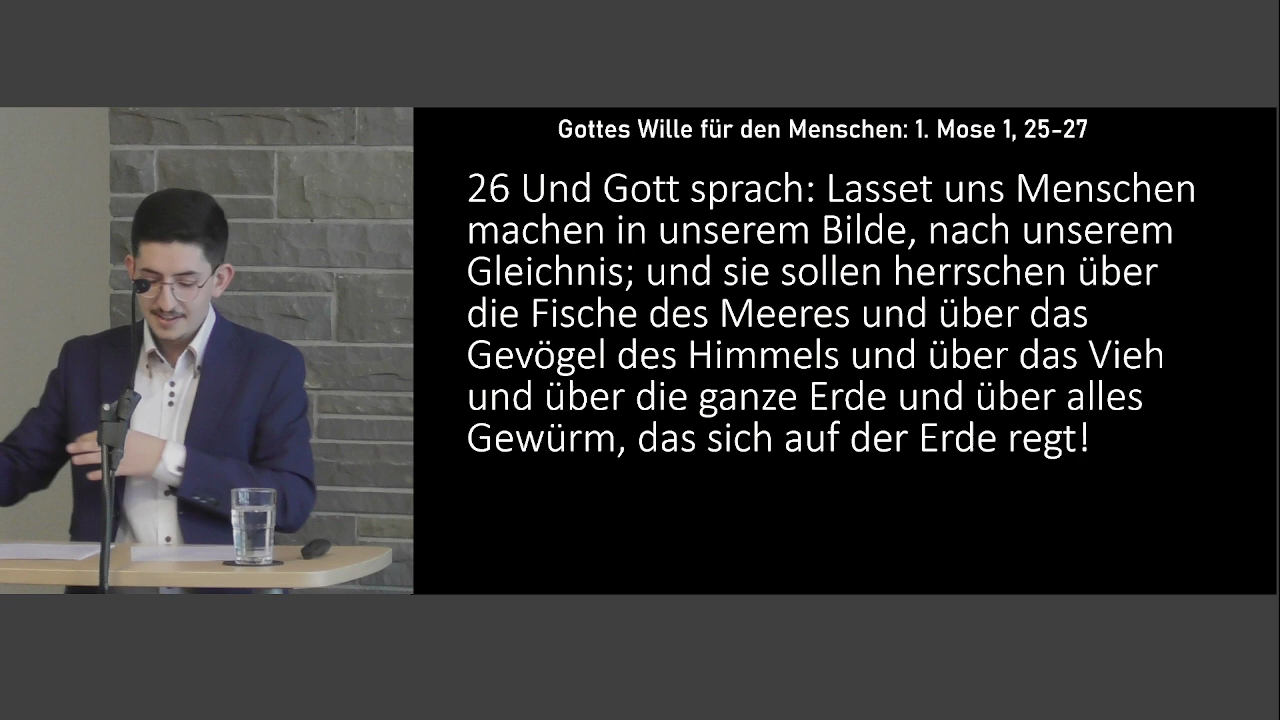 Gottes Wille für den Menschen: 1. Mose 1, 25-27
26 Und Gott sprach: Lasset uns Menschen
machen in unserem Bilde, nach unserem
Gleichnis; und sie sollen herrschen über
die Fische des Meeres und über das
Gevögel des Himmels und über das Vieh
und über die ganze Erde und über alles
Gewürm, das sich auf der Erde regt!